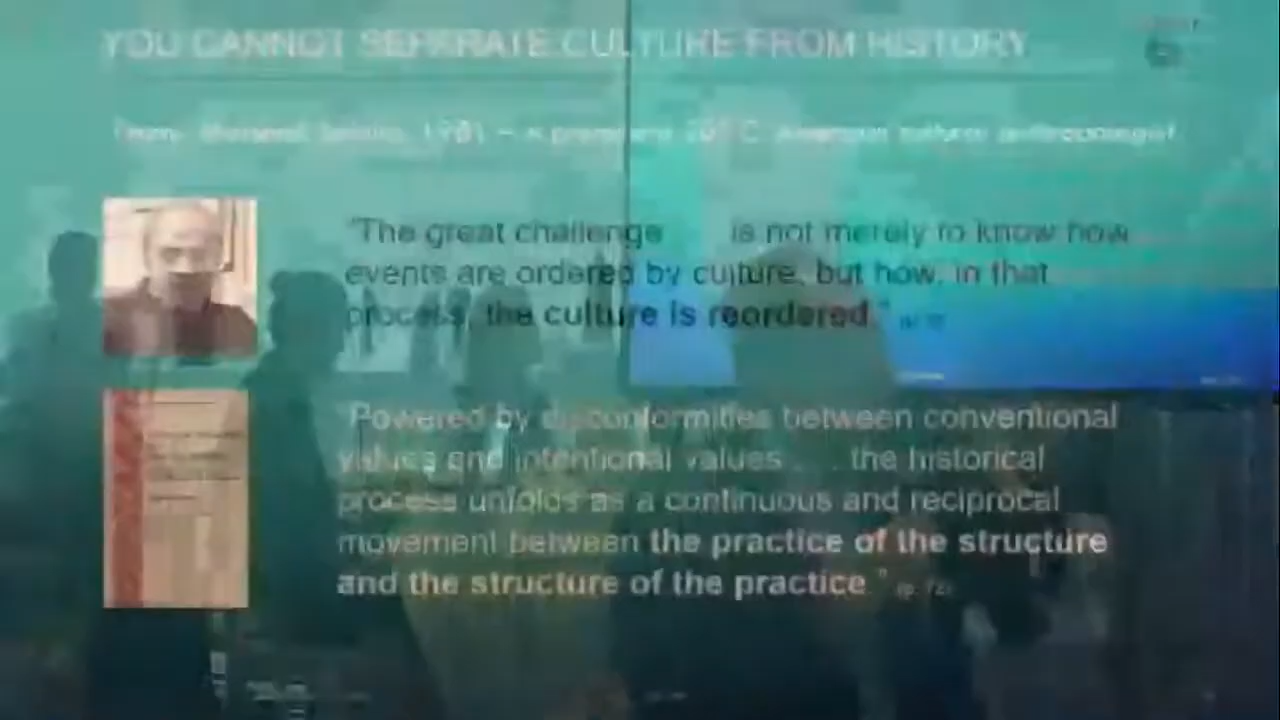 YOU CANNOT SEPARATE CULTURE FROM HISTORY
1981 – a
"The great challenge is not merely to know how
events are ordered by culture, but how, in that
process, the culture is reordered."
"Powered by disconformities between conventional
values and intentional values . . . the historical
process unfolds as a continuous and reciprocal
movement between the practice of the structure
and the structure of the practice." (p. 72)